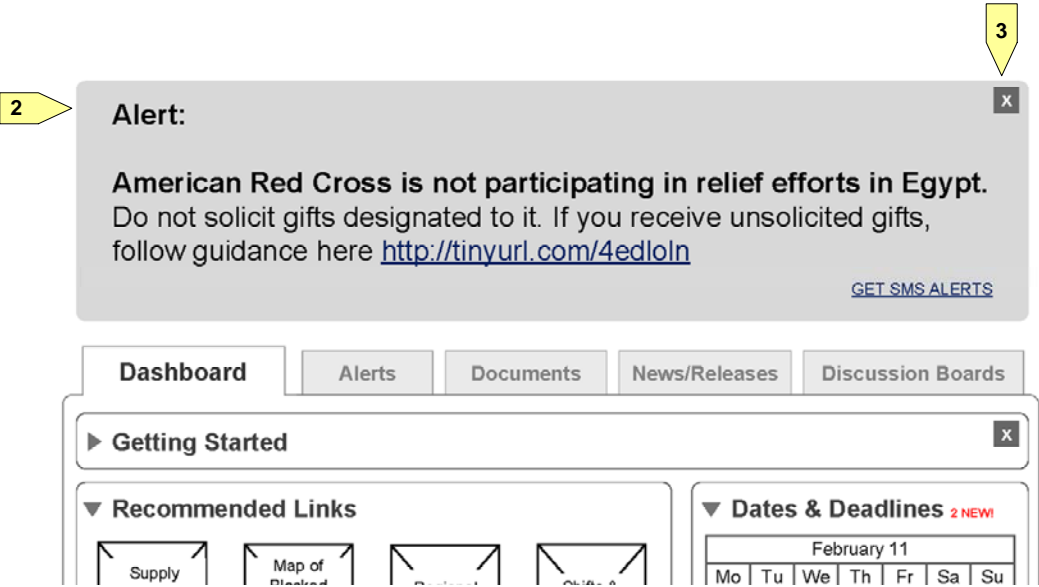 3
2
X
Alert:
American Red Cross is not participating in relief efforts in Egypt.
Do not solicit gifts designated to it. If you receive unsolicited gifts,
follow guidance here http://tinyurl.com/4edloln
GET SMS ALERTS
Dashboard
Alerts
Documents
News/Releases
Discussion Boards
Getting Started
X
Recommended Links
Supply
Map of
Dates & Deadlines 2 NEW!
February 11
Mo Tu We Th Fr Sa Su